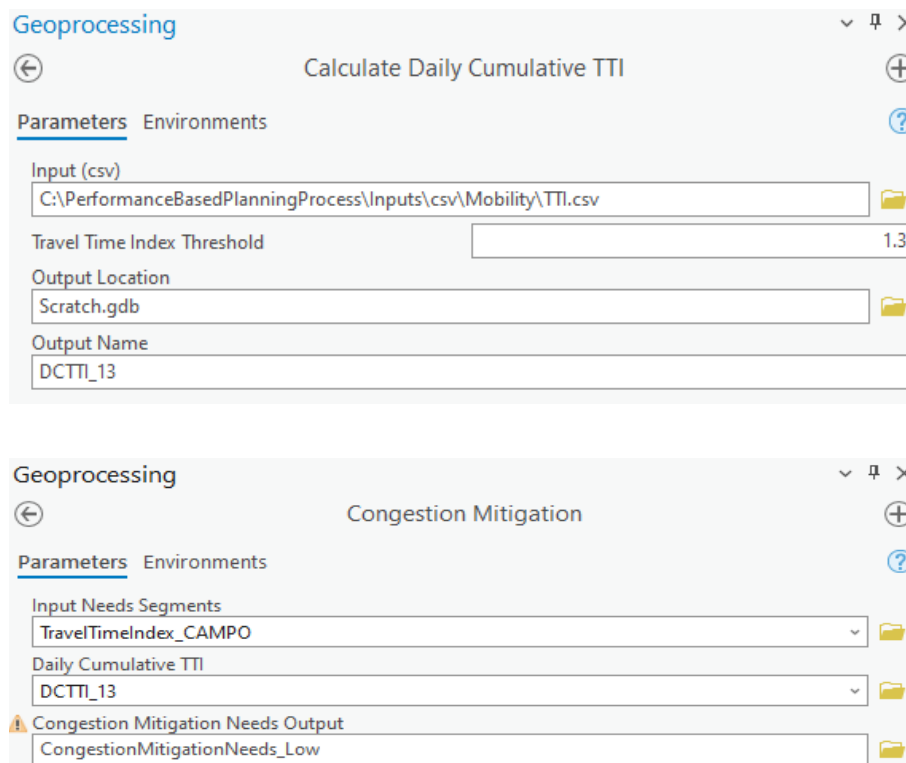 Geoprocessing
Calculate Daily Cumulative TTI
Parameters Environments
Input (csv)
C:\PerformanceBasedPlanningProcess\Inputs\csv\Mobility\TTI.csv
Travel Time Index Threshold 1.3
Output Location
Scratch.gdb
Output Name
DCTTI_13
Geoprocessing
Congestion Mitigation
Parameters Environments
Input Needs Segments
TravelTimeIndex_CAMPO
Daily Cumulative TTI
DCTTI_13
Congestion Mitigation Needs Output
CongestionMitigationNeeds_Low